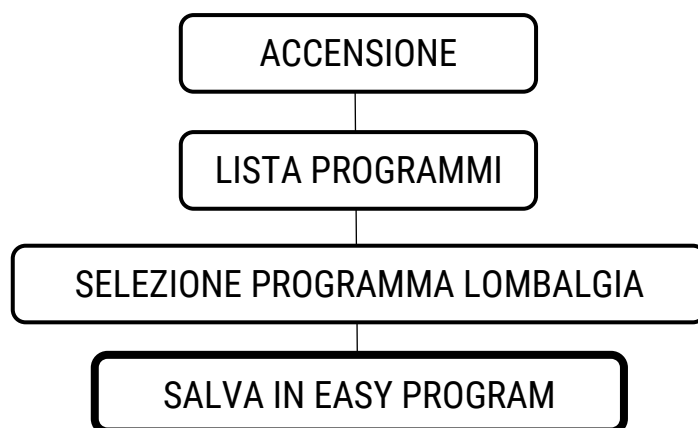 ACCENSIONE
LISTA PROGRAMMI
SELEZIONE PROGRAMMA LOMBALGIA
SALVA IN EASY PROGRAM